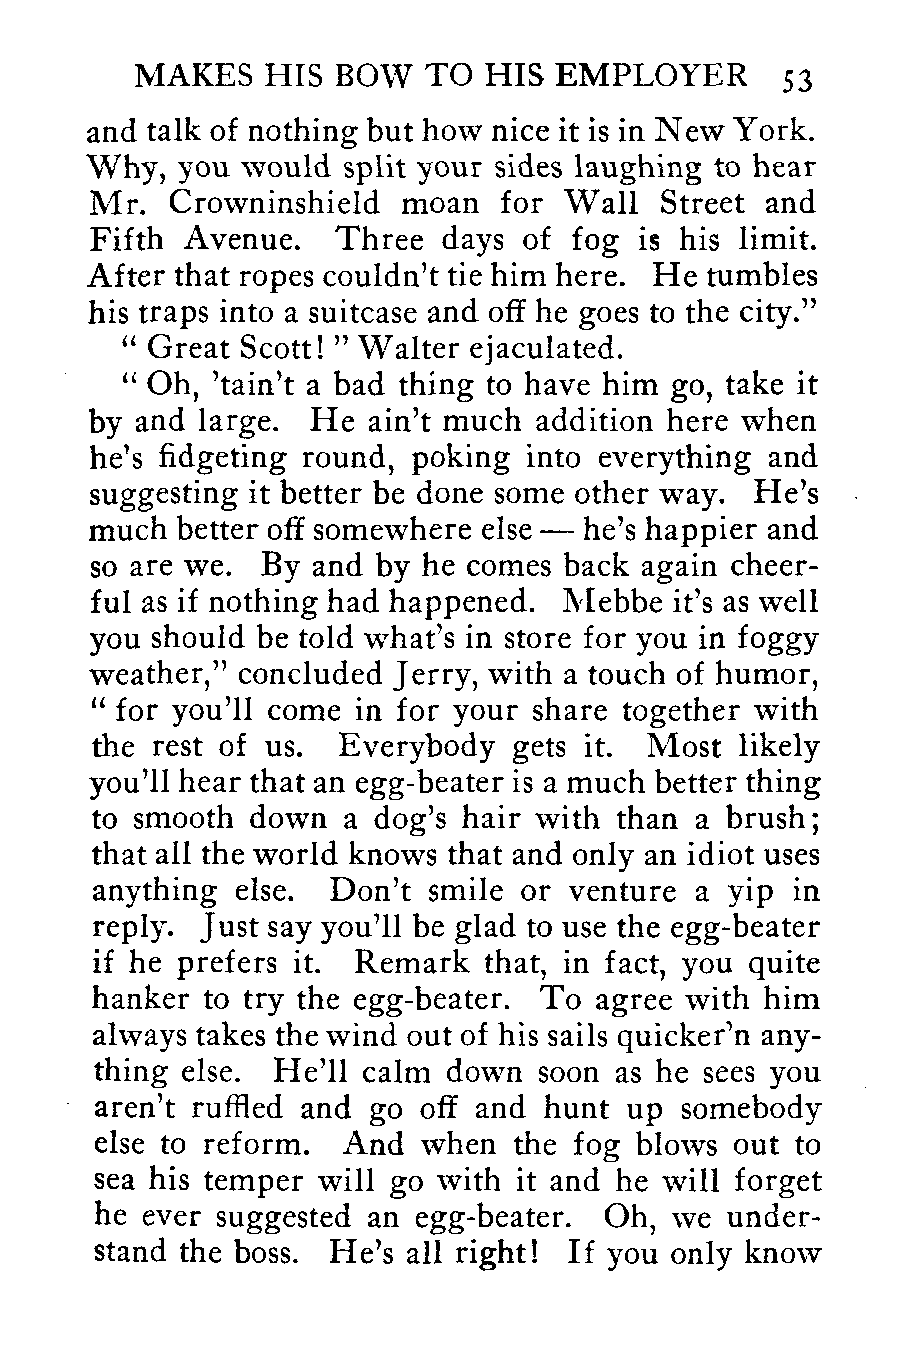 MAKES HIS BOW TO HIS EMPLOYER 53
and talk of nothing but how nice it is in New York.
Why, you would split your sides laughing to hear
Mr. Crowninshield moan for Wall Street and
Fifth Avenue. Three days of fog is his limit.
After that ropes couldn't tie him here. He tumbles
his traps into a suitcase and off he goes to the city."
" Great Scott! " Walter ejaculated.
" Oh, 'tain't a bad thing to have him go, take it
by and large. He ain't much addition here when
he's fidgeting round, poking into everything and
suggesting it better be done some other way. He's
much better off somewhere else — he's happier and
so are we. By and by he comes back again cheer-
ful as if nothing had happened. Mebbe it's as well
you should be told what's in store for you in foggy
weather," concluded Jerry, with a touch of humor,
" for you'll come in for your share together with
the rest of us. Everybody gets it. Most likely
you'll hear that an egg-beater is a much better thing
to smooth down a dog's hair with than a brush;
that all the world knows that and only an idiot uses
anything else. Don't smile or venture a yip in
reply. Just say you'll be glad to use the egg-beater
if he prefers it. Remark that, in fact, you quite
hanker to try the egg-beater. To agree with him
always takes the wind out of his sails quicker'n any-
thing else. He'll calm down soon as he sees you
aren't ruffled and go off and hunt up somebody
else to reform. And when the fog blows out to
sea his temper will go with it and he will forget
he ever suggested an egg-beater. Oh, we under-
stand the boss. He's all right! If you only know